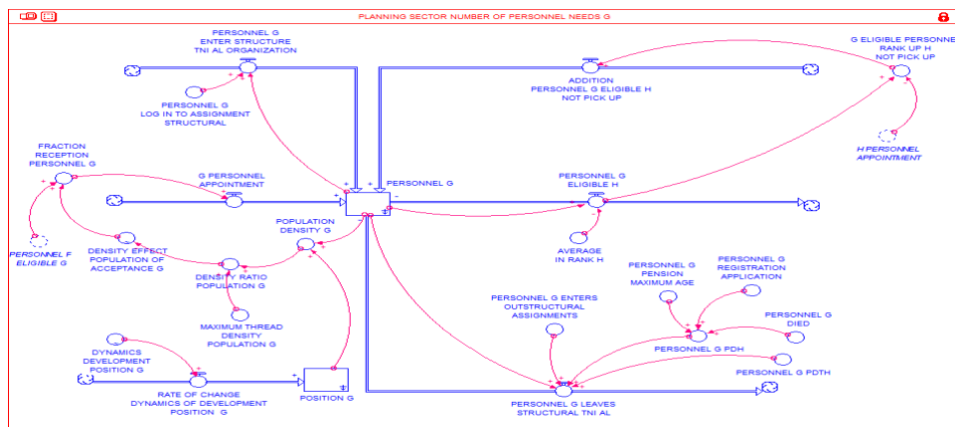 PLANNING SECTOR NUMBER OF PERSONNEL NEEDS G
PERSONNEL G
ENTER STRUCTURE
TNI AL ORGANIZATION
G ELIGIBLE PERSONNE
RANK UP H
NOT PICK UP
ADDITION
PERSONNEL G ELIGIBLE H
NOT PICK UP
PERSONNEL G
LOG IN TO ASSIGNMENT
STRUCTURAL
H PERSONNEL
APPOINTMENT
FRACTION
RECEPTION
PERSONNEL G
G PERSONNEL
APPOINTMENT
PERSONNEL G
PERSONNEL G
ELIGIBLE H
POPULATION
DENSITY G
PERSONNEL F
ELIGIBLE G
DENSITY EFFECT
POPULATION OF
ACCEPTANCE G
DENSITY RATIO
POPULATION G
AVERAGE
IN RANK H
PERSONNEL G
PENSION
MAXIMUM AGE
PERSONNEL G
REGISTRATION
APPLICATION
PERSONNEL G ENTERS
OUTSTRUCTURAL
ASSIGNMENTS
MAXIMUM THREAD
DENSITY
POPULATION G
PERSONNEL G
DIED
PERSONNEL G PDH
PERSONNEL G PDTH
DYNAMICS
DEVELOPMENT
POSITION G
RATE OF CHANGE
DYNAMICS OF DEVELOPMENT
POSITION G
POSITION G
PERSONNEL G LEAVES
STRUCTURAL TNI AL